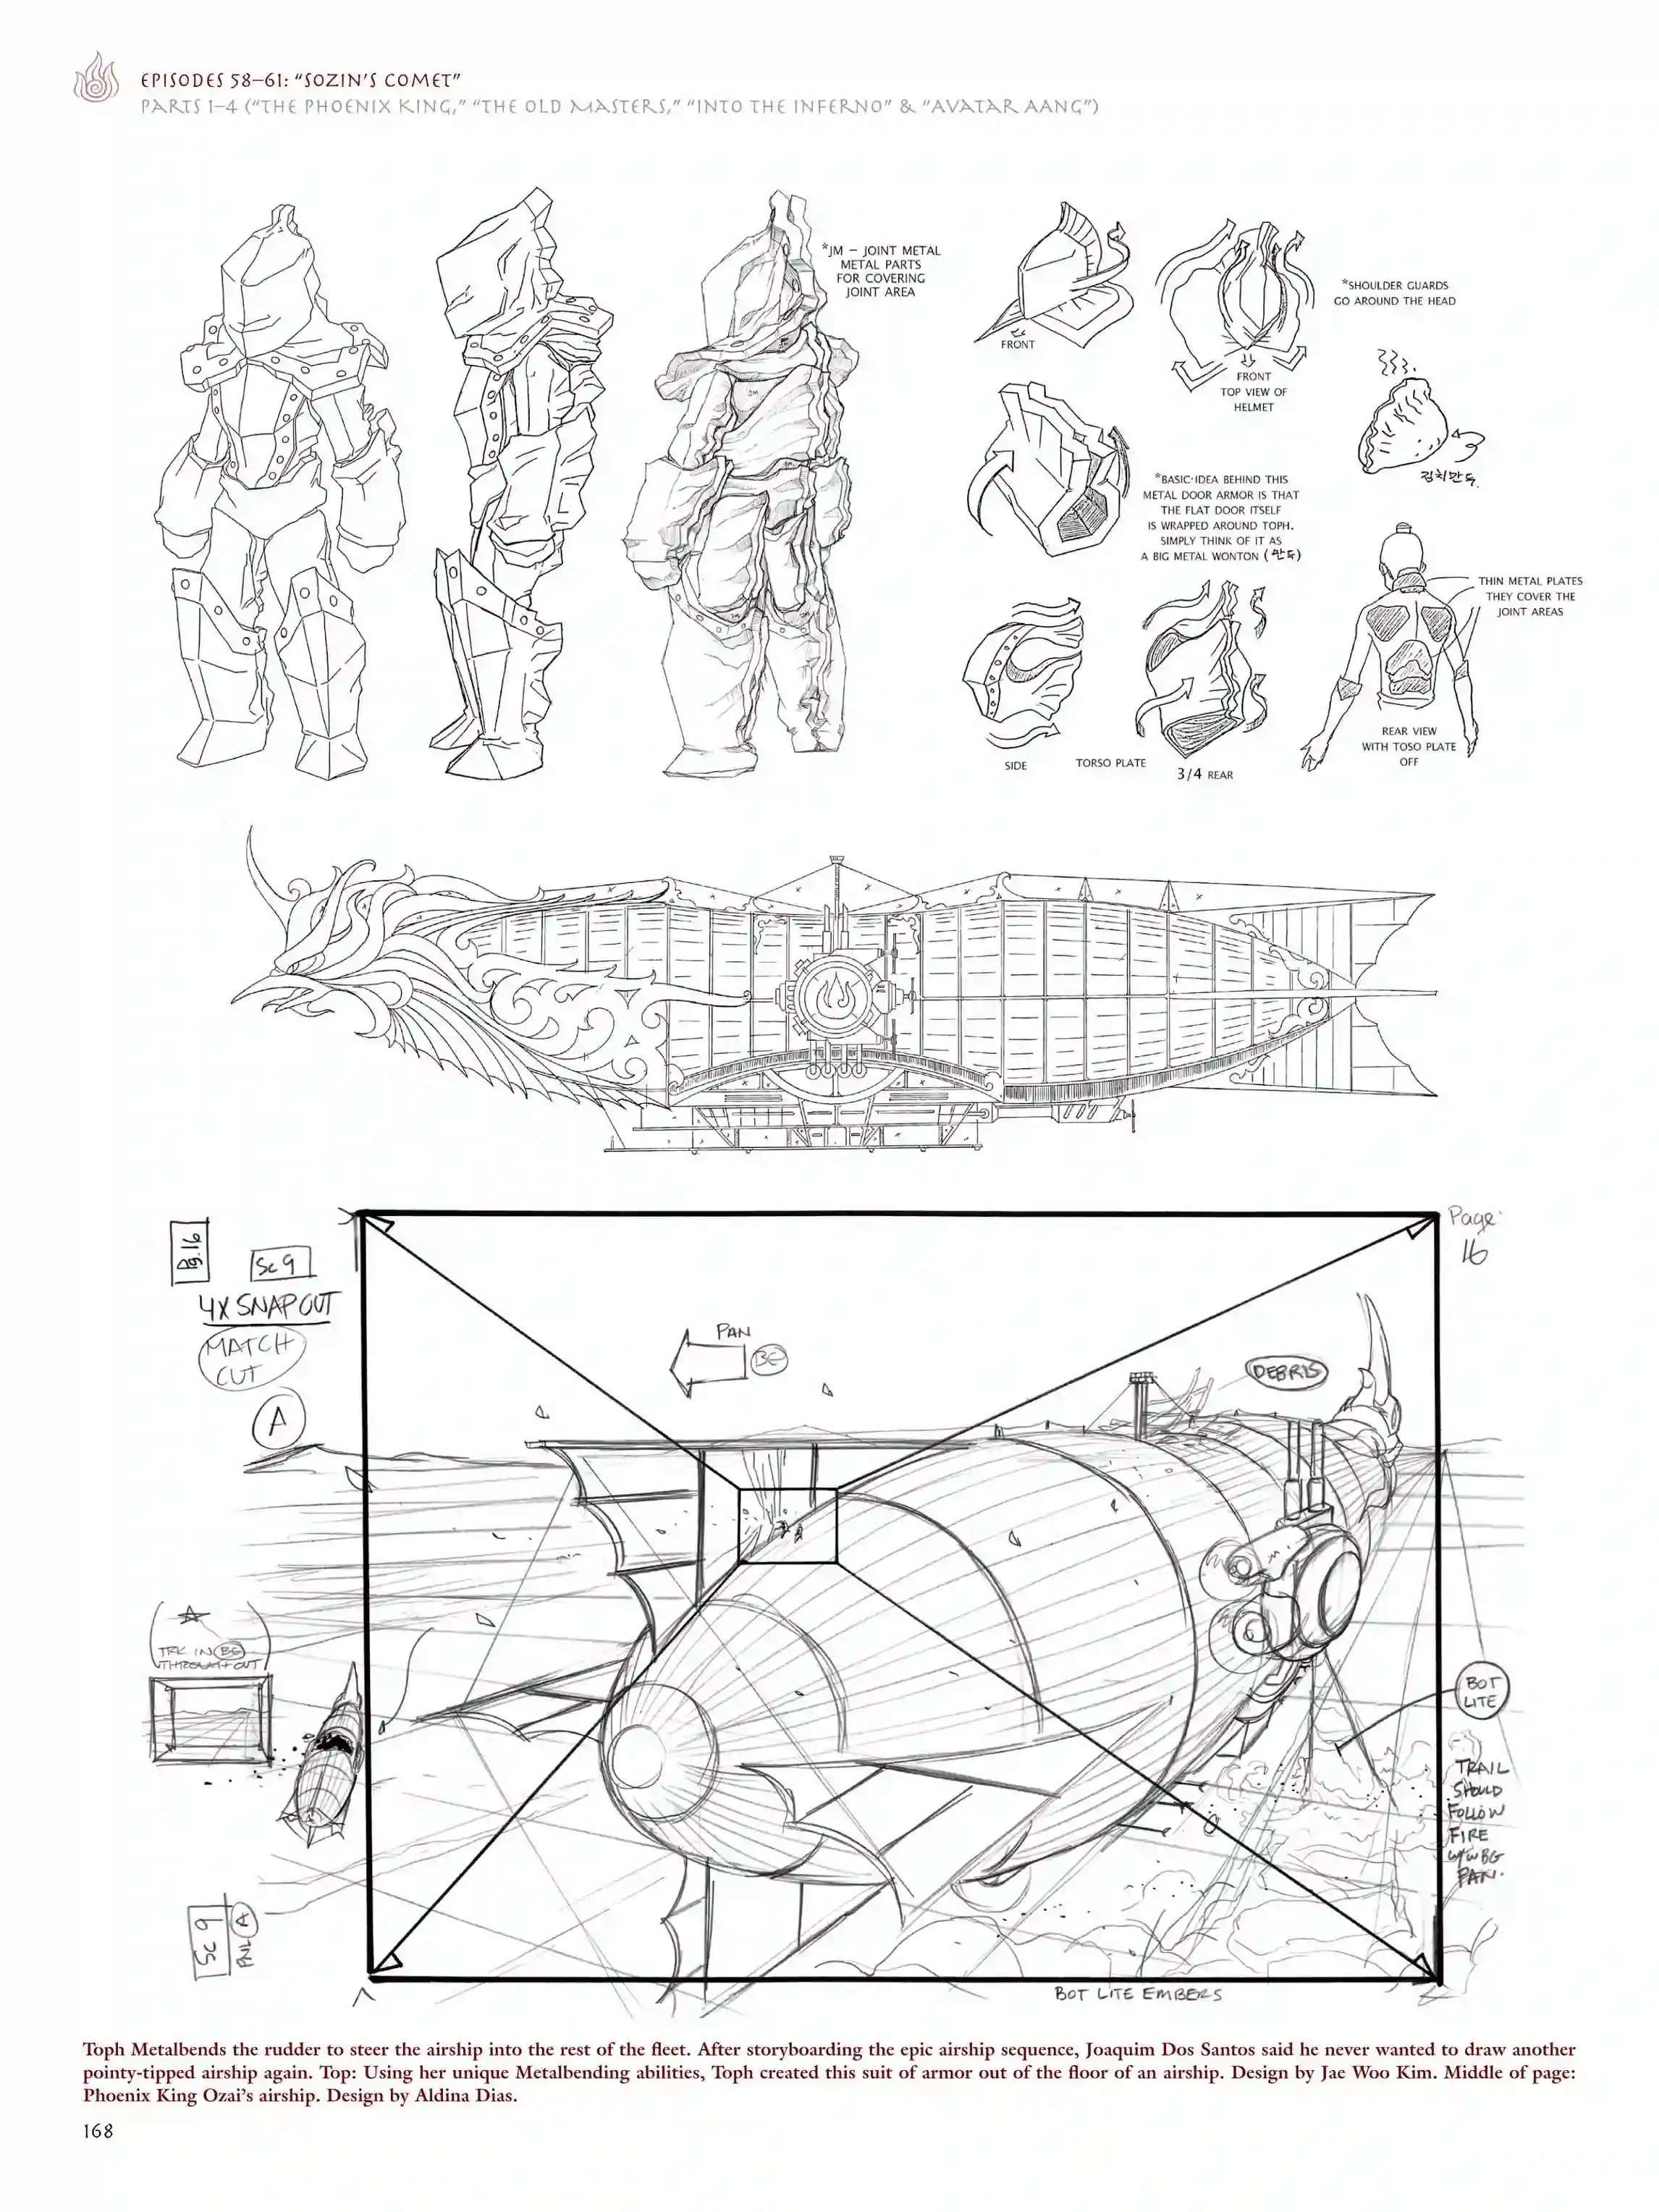 EPISODES 58–61: “SOZIN’S COMET”
PARTS 1–4 (“THE PHOENIX KING,” “THE OLD MASTERS,” “INTO THE INFERNO” & “AVATAR AANG”)
*JM – JOINT METAL
METAL PARTS
FOR COVERING
JOINT AREA
FRONT
FRONT
TOP VIEW OF
HELMET
*SHOULDER GUARDS
GO AROUND THE HEAD
김치만두.
*BASIC·IDEA BEHIND THIS
METAL DOOR ARMOR IS THAT
THE FLAT DOOR ITSELF
IS WRAPPED AROUND TOPH.
SIMPLY THINK OF IT AS
A BIG METAL WONTON (만두)
THIN METAL PLATES
THEY COVER THE
JOINT AREAS
SIDE
TORSO PLATE
3/4 REAR
REAR VIEW
WITH TOSO PLATE
OFF
Pg.16
Sc 9
4X SNAP OUT
MATCH
CUT
A
Page
16
PAN
BG
DEBRIS
TRK IN BG
THROUGHOUT
BOT
LITE
TRAIL
SHOULD
FOLLOW
FIRE
w/ BG
PAN.
Sc 9
PNL A
BOT LITE EMBERS
Toph Metalbends the rudder to steer the airship into the rest of the fleet. After storyboarding the epic airship sequence, Joaquim Dos Santos said he never wanted to draw another
pointy-tipped airship again. Top: Using her unique Metalbending abilities, Toph created this suit of armor out of the floor of an airship. Design by Jae Woo Kim. Middle of page:
Phoenix King Ozai’s airship. Design by Aldina Dias.
168